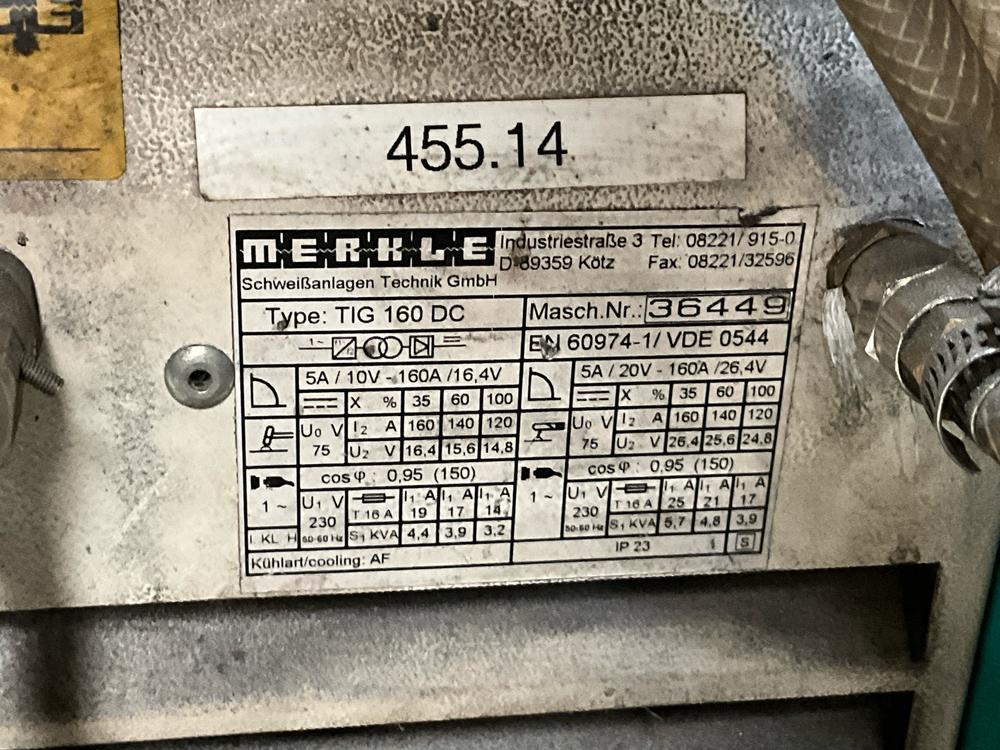 455.14
MERKLE Industriestraße 3 Tel: 08221/ 915-0
D-89359 Kötz Fax: 08221/32596
Schweißanlagen Technik GmbH
Type: TIG 160 DC Masch.Nr.: 36449
1~ EN 60974-1/ VDE 0544
5A / 10V - 160A /16,4V 5A / 20V - 160A /26,4V
X % 35 60 100 X % 35 60 100
U0 V I2 A 160 140 120 U0 V I2 A 160 140 120
75 U2 V 16,4 15,6 14,8 75 U2 V 26,4 25,6 24,8
cos φ : 0,95 (150) cos φ : 0,95 (150)
1 ~ U1 V I1 A I1 A I1 A 1 ~ U1 V I1 A I1 A I1 A
230 T 16 A 19 17 14 230 T 16 A 25 21 17
I. KL H 50-60 Hz S1 KVA 4,4 3,9 3,2 50-60 Hz S1 KVA 5,7 4,8 3,9
Kühlart/cooling: AF IP 23 S